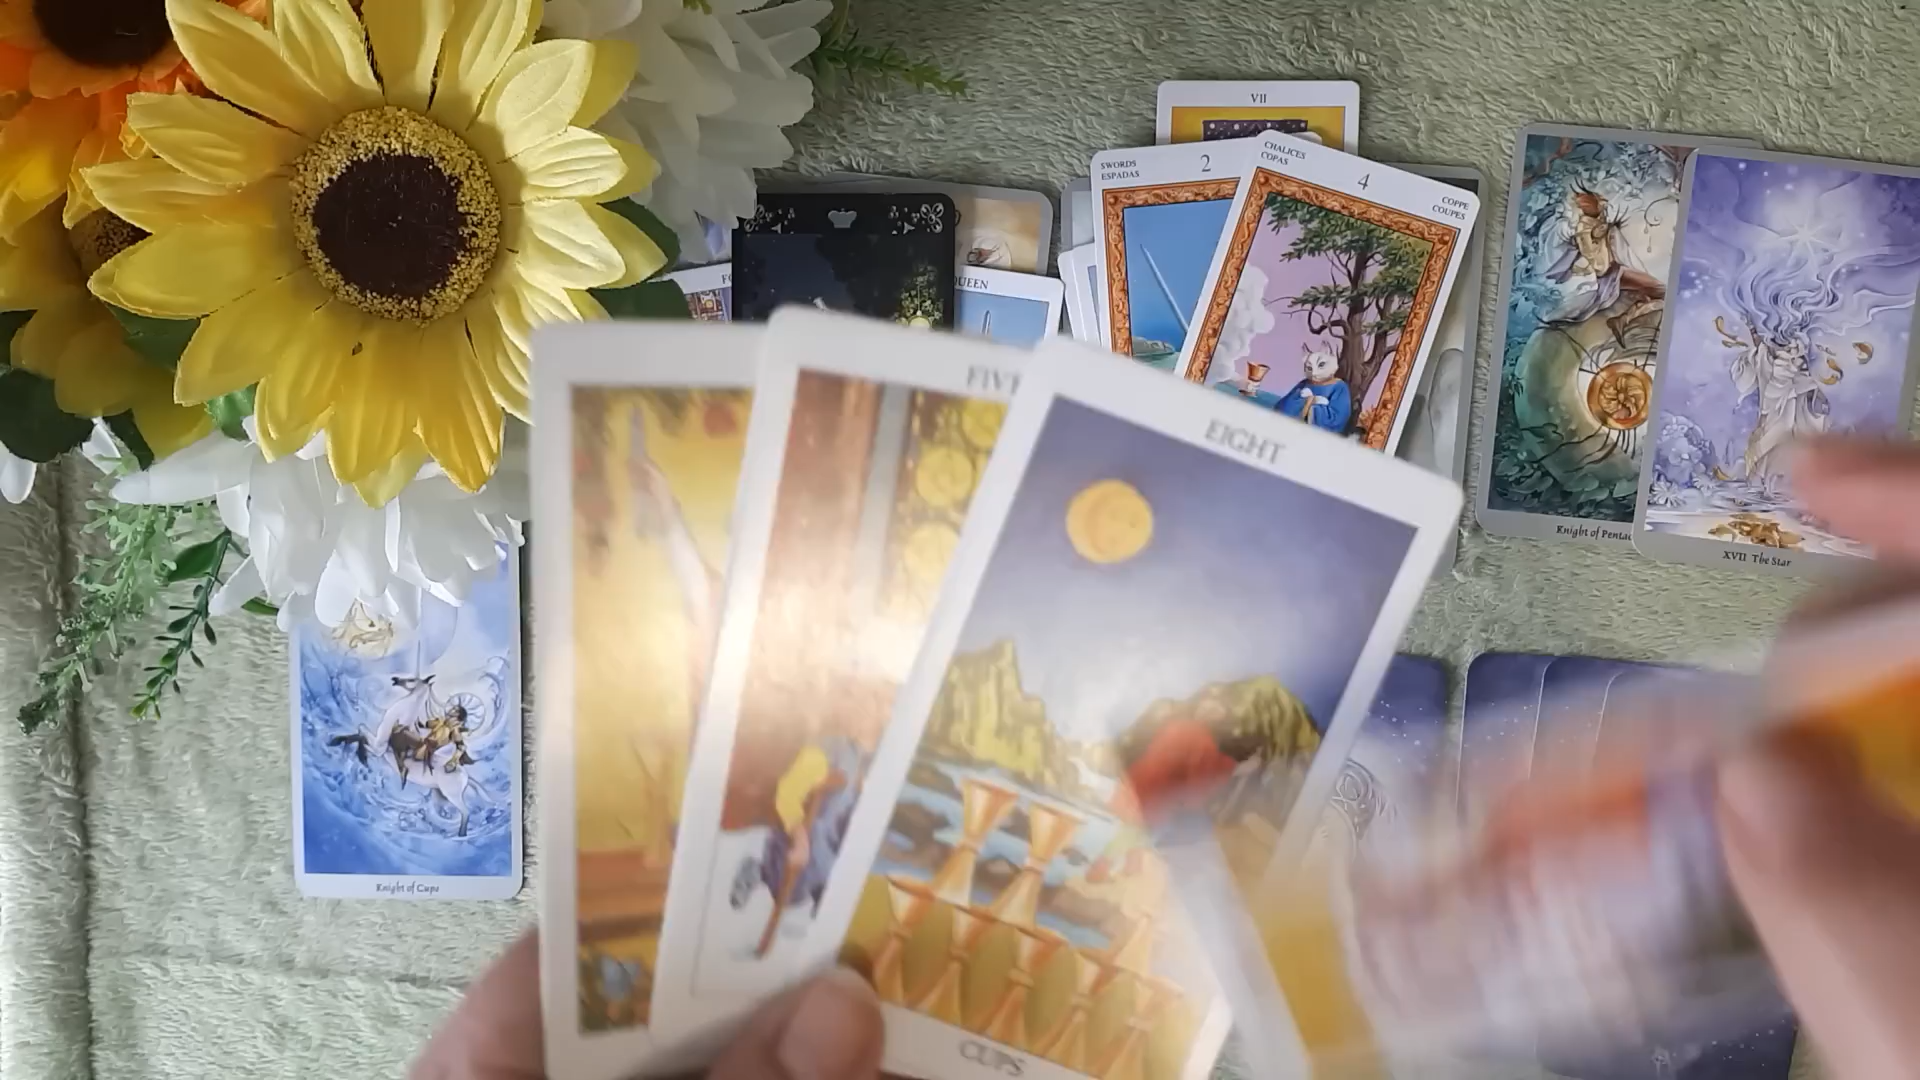 VII
SWORDS
ESPADAS
2
CHALICES
COPAS
4
COPPE
COUPES
QUEEN
FIVE
EIGHT
CUPS
Knight of Penta
XVII The Star
Knight of Cups